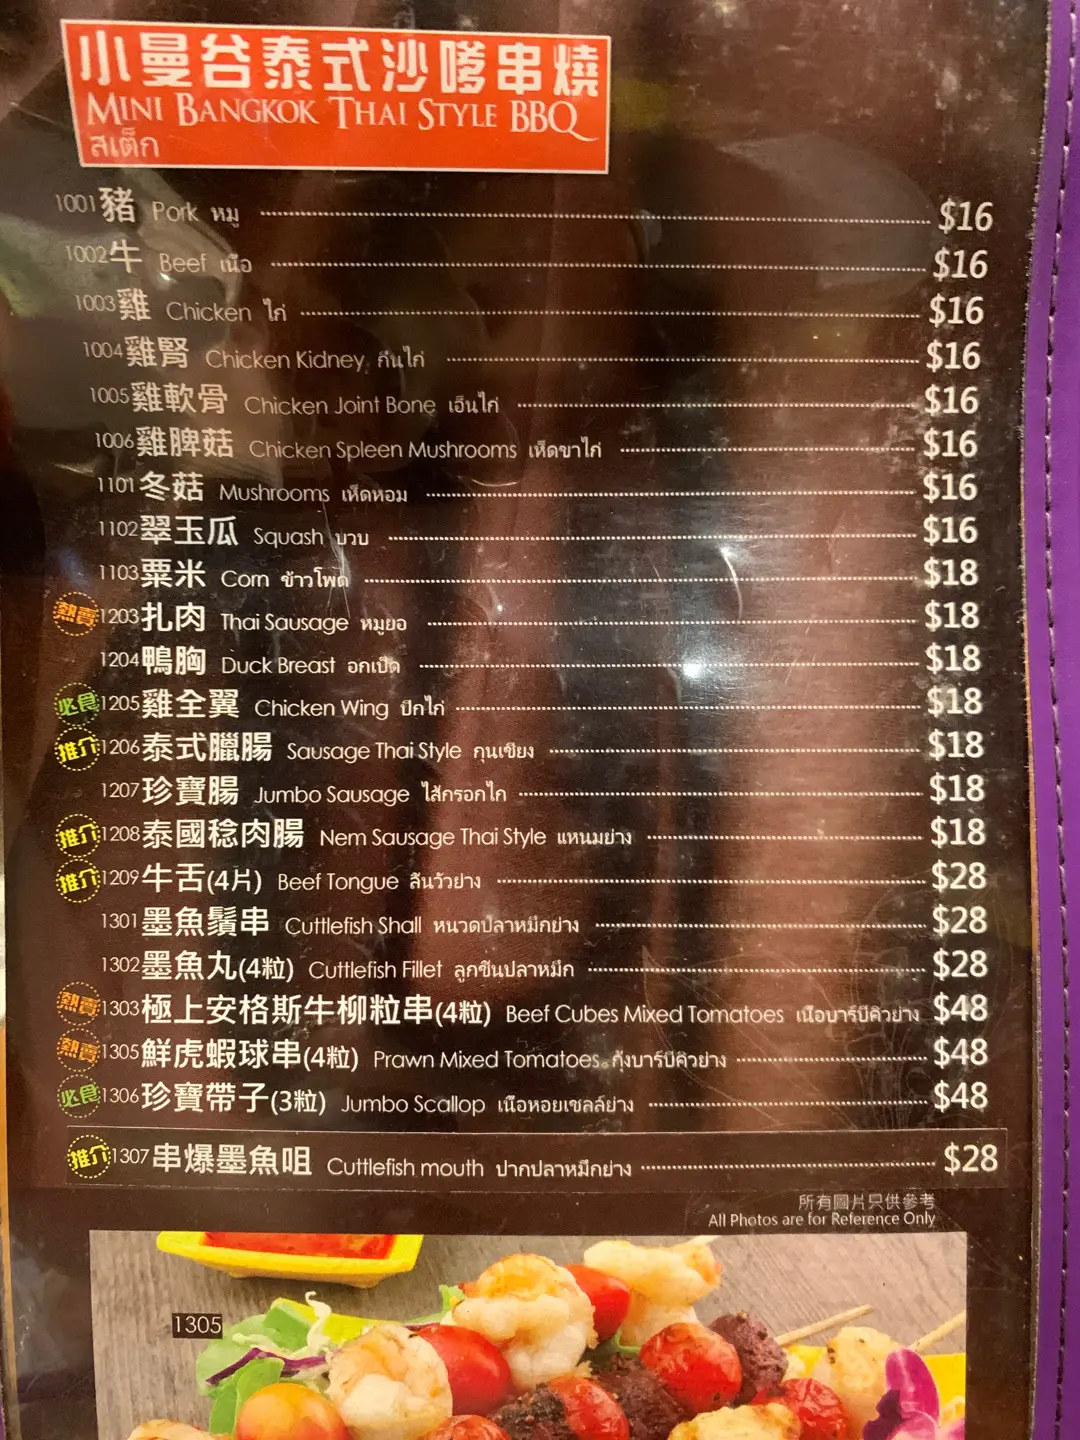 小曼谷泰式沙嗲串燒
MINI BANGKOK THAI STYLE BBQ
สเต็ก
1001 豬 Pork หมู $16
1002 牛 Beef เนื้อ $16
1003 雞 Chicken ไก่ $16
1004 雞腎 Chicken Kidney กึ๋นไก่ $16
1005 雞軟骨 Chicken Joint Bone เอ็นไก่ $16
1006 雞脾菇 Chicken Spleen Mushrooms เห็ดขาไก่ $16
1101 冬菇 Mushrooms เห็ดหอม $16
1102 翠玉瓜 Squash บวบ $16
1103 粟米 Corn ข้าวโพด $18
熱賣 1203 扎肉 Thai Sausage หมูยอ $18
1204 鴨胸 Duck Breast อกเป็ด $18
必食 1205 雞全翼 Chicken Wing ปีกไก่ $18
推介 1206 泰式臘腸 Sausage Thai Style กุนเชียง $18
1207 珍寶腸 Jumbo Sausage ไส้กรอกไก่ $18
推介 1208 泰國稔肉腸 Nem Sausage Thai Style แหนมย่าง $18
推介 1209 牛舌(4片) Beef Tongue ลิ้นวัวย่าง $28
1301 墨魚鬚串 Cuttlefish Shall หนวดปลาหมึกย่าง $28
1302 墨魚丸(4粒) Cuttlefish Fillet ลูกชิ้นปลาหมึก $28
熱賣 1303 極上安格斯牛柳粒串(4粒) Beef Cubes Mixed Tomatoes เนื้อบาร์บีคิวย่าง $48
熱賣 1305 鮮虎蝦球串(4粒) Prawn Mixed Tomatoes กุ้งบาร์บีคิวย่าง $48
必食 1306 珍寶帶子(3粒) Jumbo Scallop เนื้อหอยเชลล์ย่าง $48
推介 1307 串爆墨魚咀 Cuttlefish mouth ปากปลาหมึกย่าง $28
所有圖片只供參考
All Photos are for Reference Only
1305